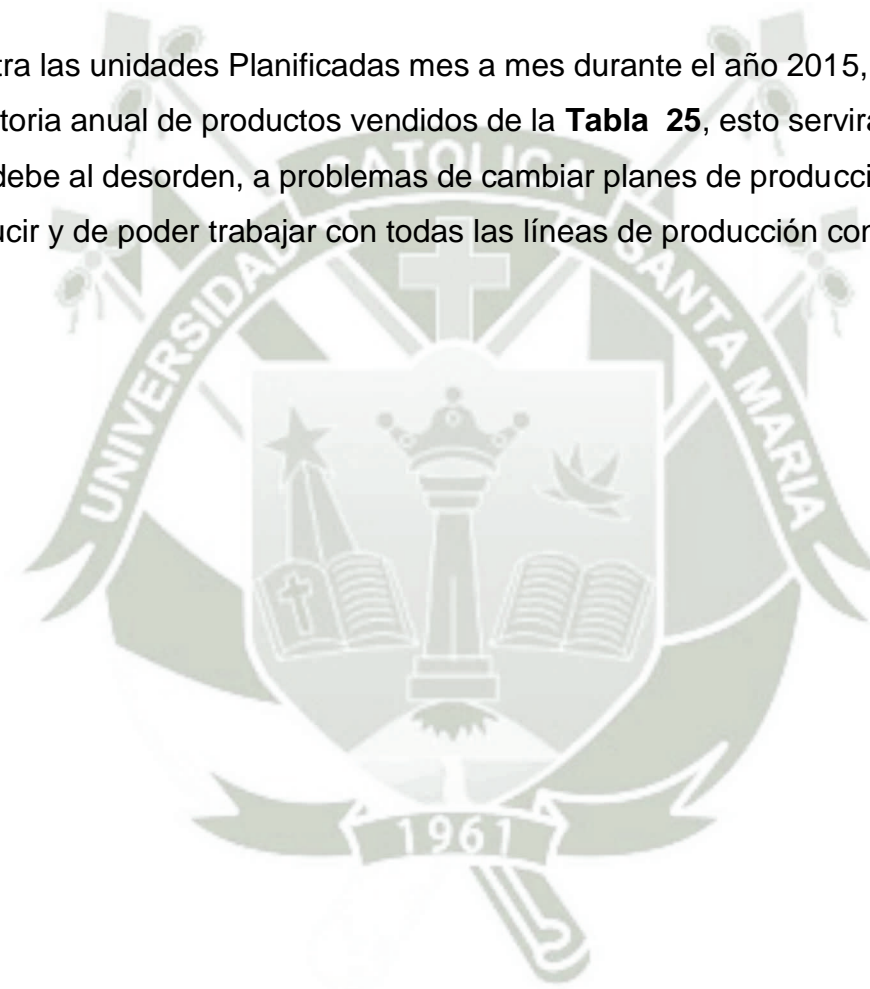 tra las unidades Planificadas mes a mes durante el año 2015,
toria anual de productos vendidos de la Tabla 25, esto servirá
debe al desorden, a problemas de cambiar planes de producci
ucir y de poder trabajar con todas las líneas de producción con
UNIVERSIDAD CATOLICA SANTA MARIA
1961